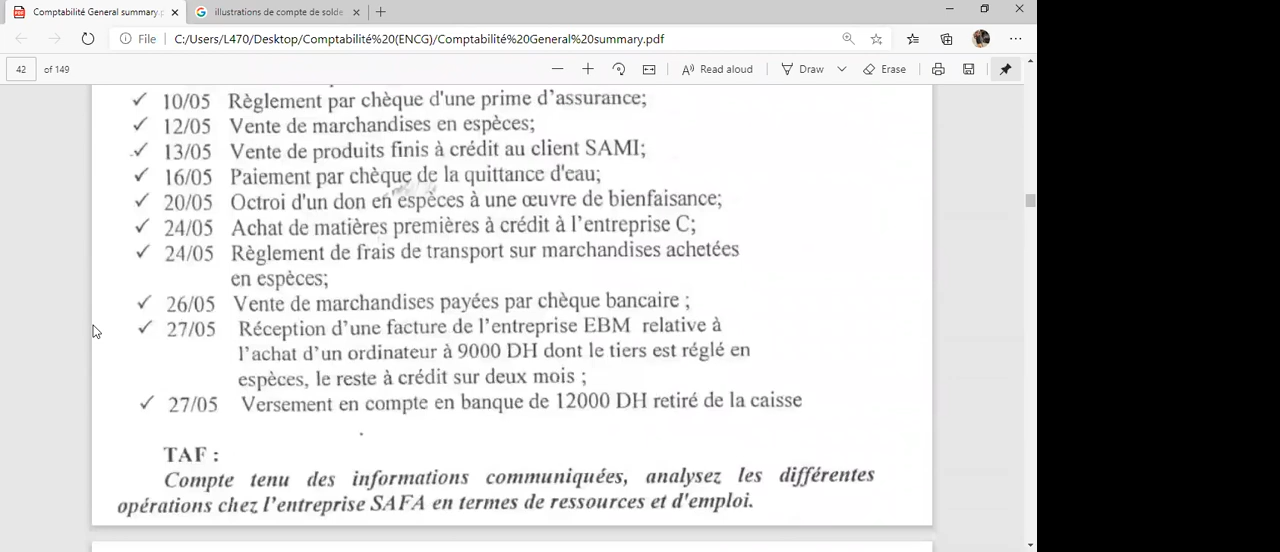 Comptabilité General summary.p
illustrations de compte de solde
File
C:/Users/L470/Desktop/Comptabilité%20(ENCG)/Comptabilité%20General%20summary.pdf
42 of 149
Read aloud
Draw
Erase
✓ 10/05 Règlement par chèque d'une prime d'assurance;
✓ 12/05 Vente de marchandises en espèces;
✓ 13/05 Vente de produits finis à crédit au client SAMI;
✓ 16/05 Paiement par chèque de la quittance d'eau;
✓ 20/05 Octroi d'un don en espèces à une œuvre de bienfaisance;
✓ 24/05 Achat de matières premières à crédit à l'entreprise C;
✓ 24/05 Règlement de frais de transport sur marchandises achetées
en espèces;
✓ 26/05 Vente de marchandises payées par chèque bancaire ;
✓ 27/05 Réception d'une facture de l'entreprise EBM relative à
l'achat d'un ordinateur à 9000 DH dont le tiers est réglé en
espèces, le reste à crédit sur deux mois ;
✓ 27/05 Versement en compte en banque de 12000 DH retiré de la caisse
TAF :
Compte tenu des informations communiquées, analysez les différentes
opérations chez l'entreprise SAFA en termes de ressources et d'emploi.